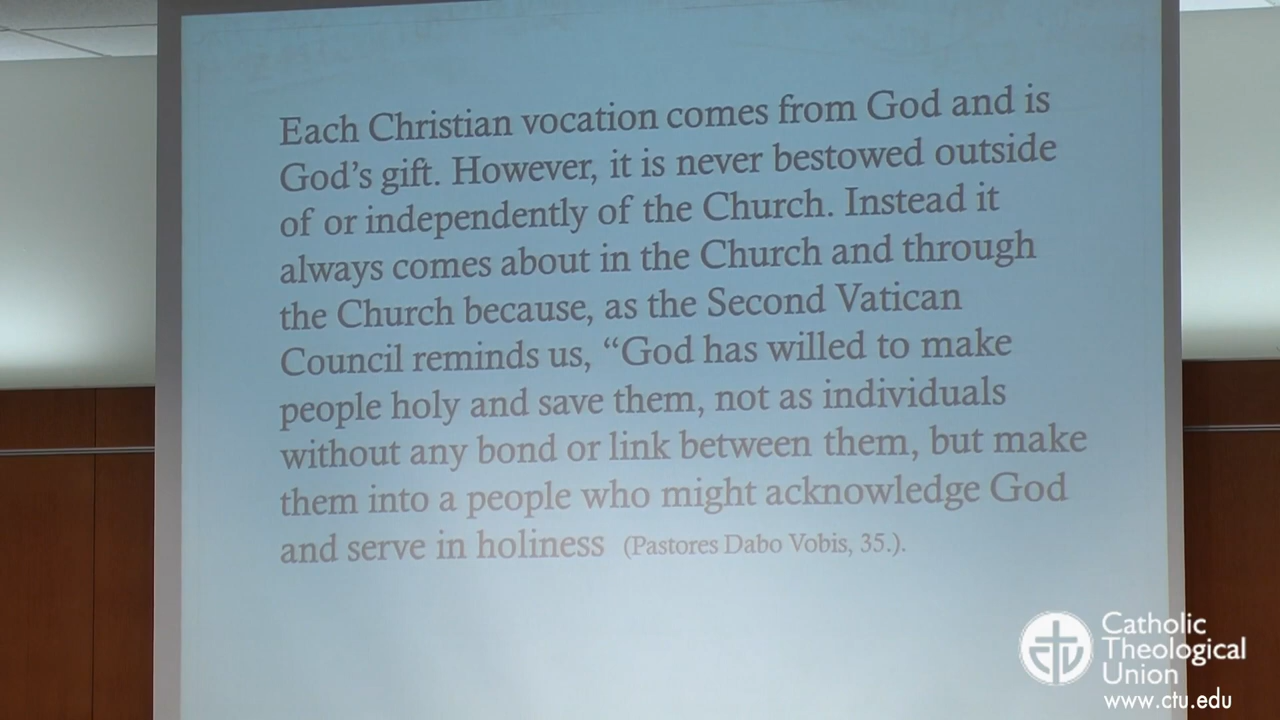 Each Christian vocation comes from God and is
God's gift. However, it is never bestowed outside
of or independently of the Church. Instead it
always comes about in the Church and through
the Church because, as the Second Vatican
Council reminds us, “God has willed to make
people holy and save them, not as individuals
without any bond or link between them, but make
them into a people who might acknowledge God
and serve in holiness (Pastores Dabo Vobis, 35.).
Catholic
Theological
Union
www.ctu.edu